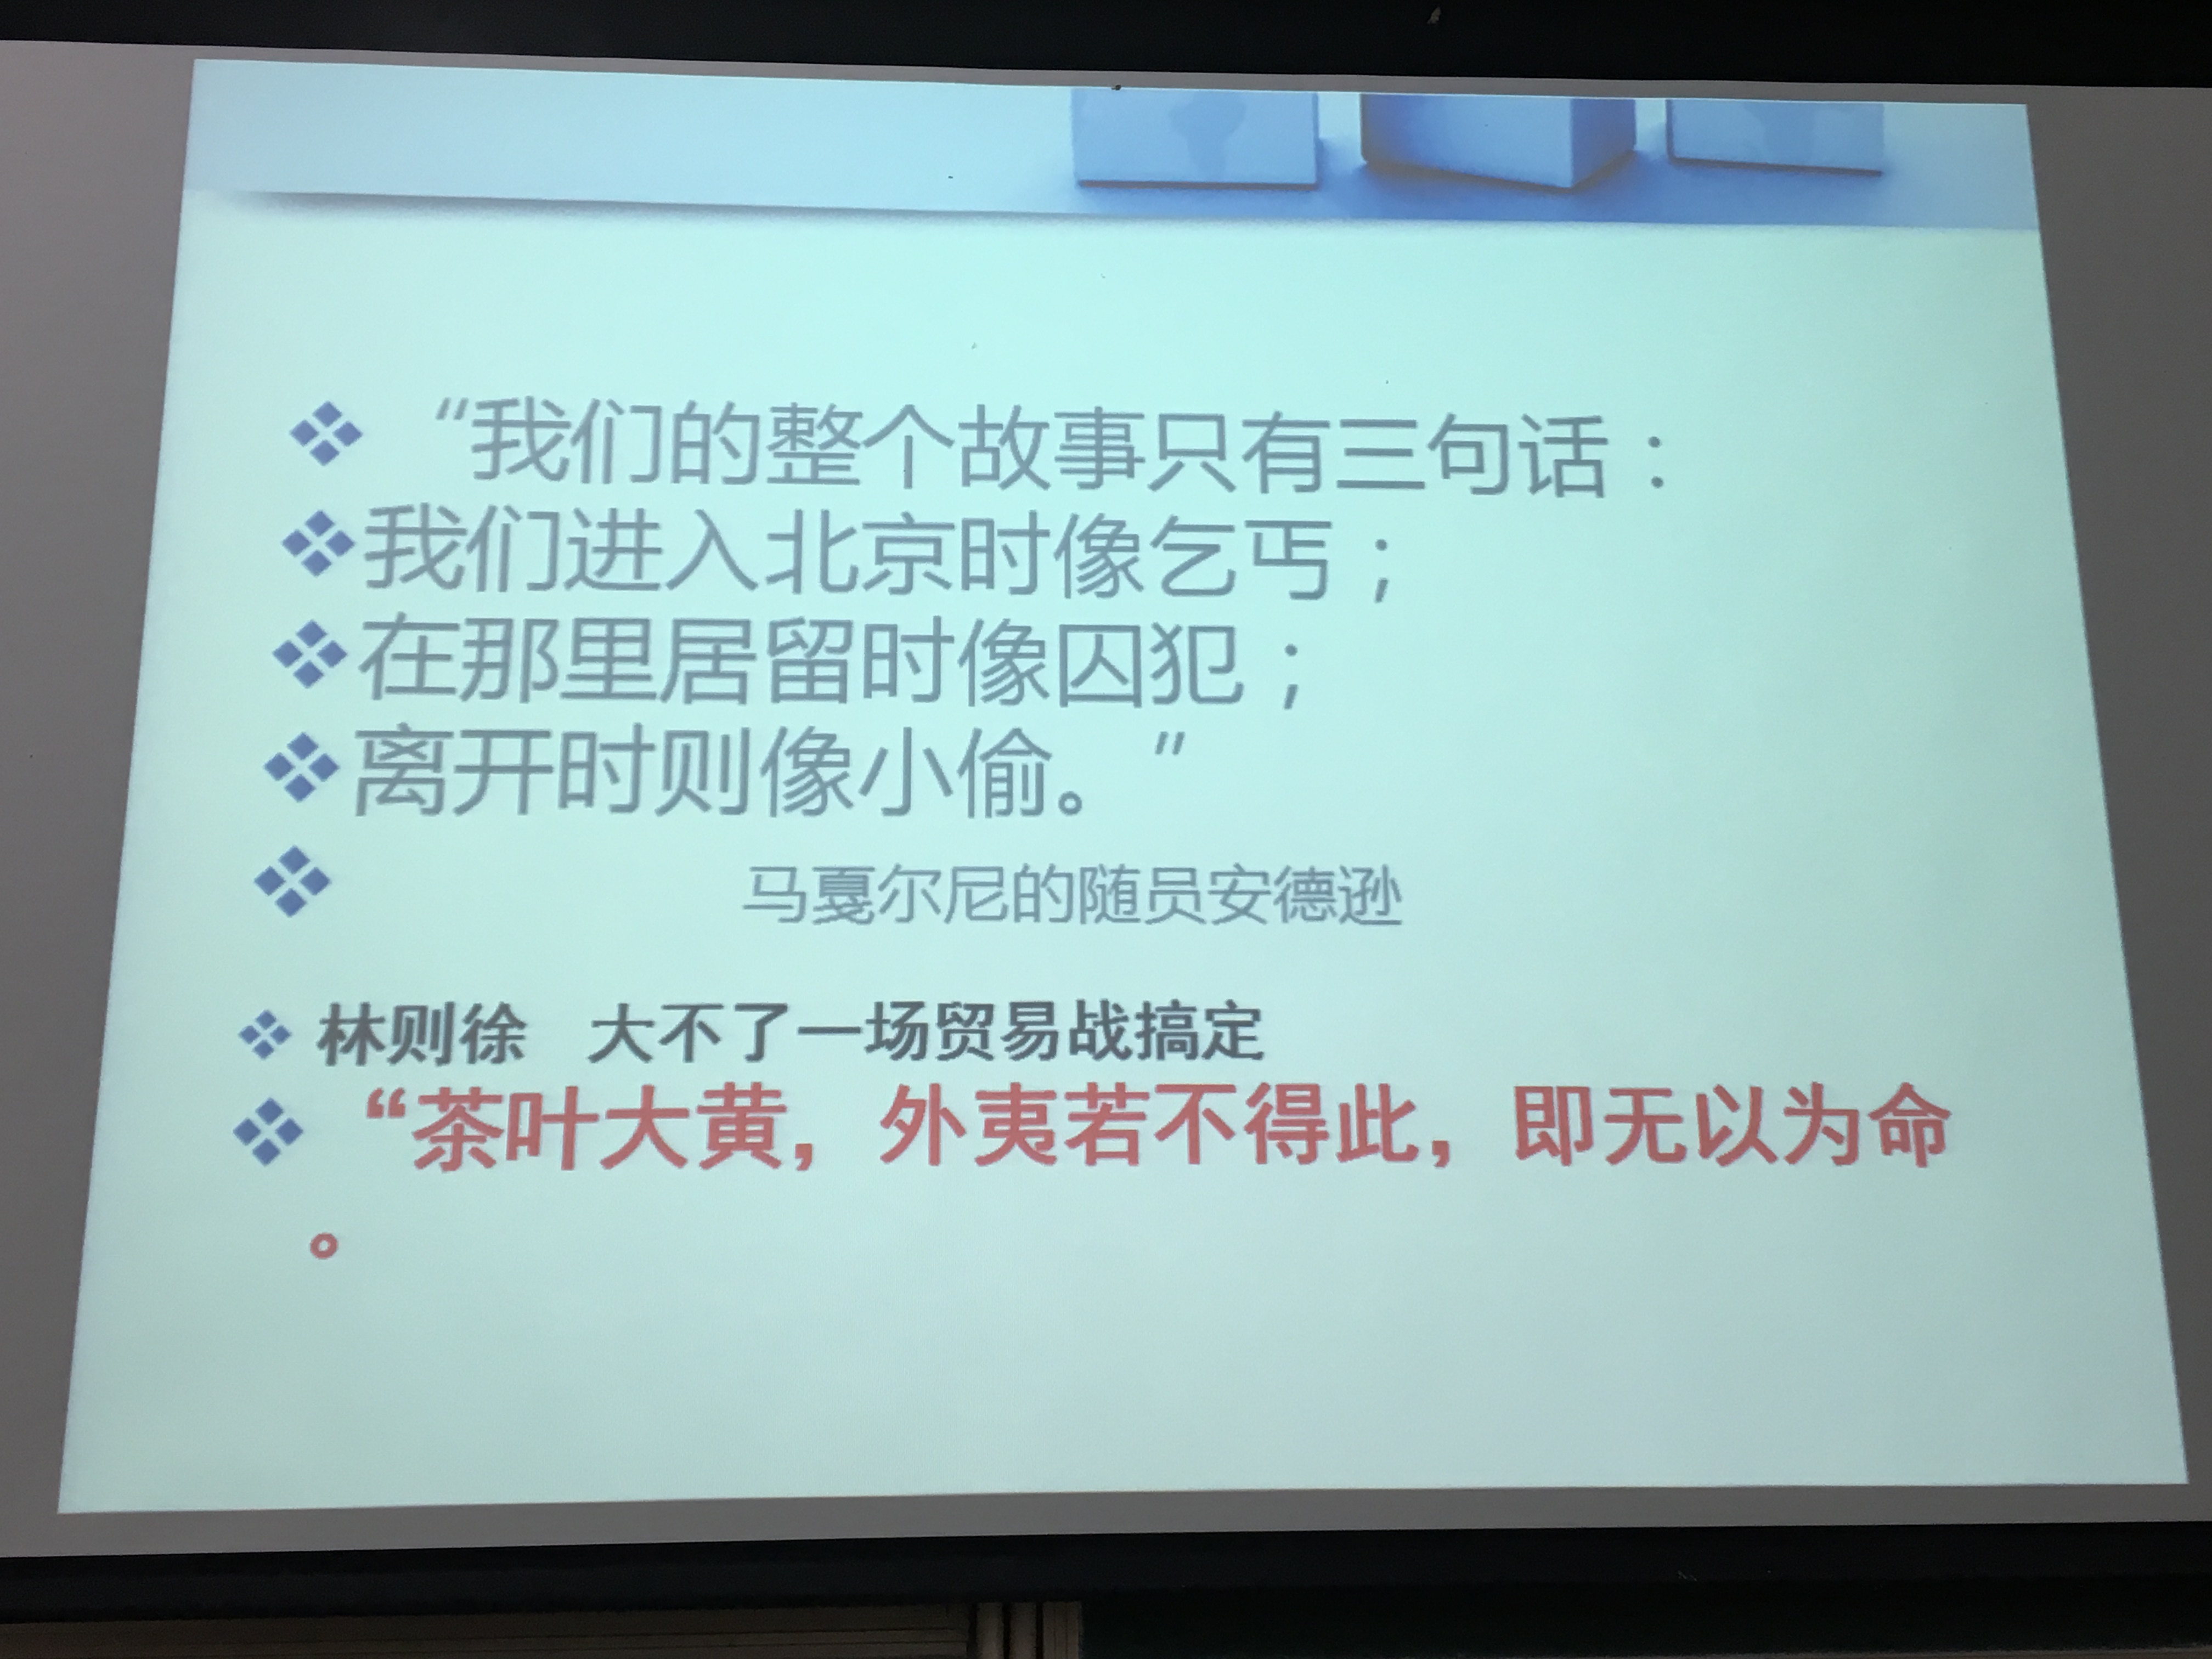 “我们的整个故事只有三句话：
我们进入北京时像乞丐；
在那里居留时像囚犯；
离开时则像小偷。”
马戛尔尼的随员安德逊
林则徐 大不了一场贸易战搞定
“茶叶大黄，外夷若不得此，即无以为命
。